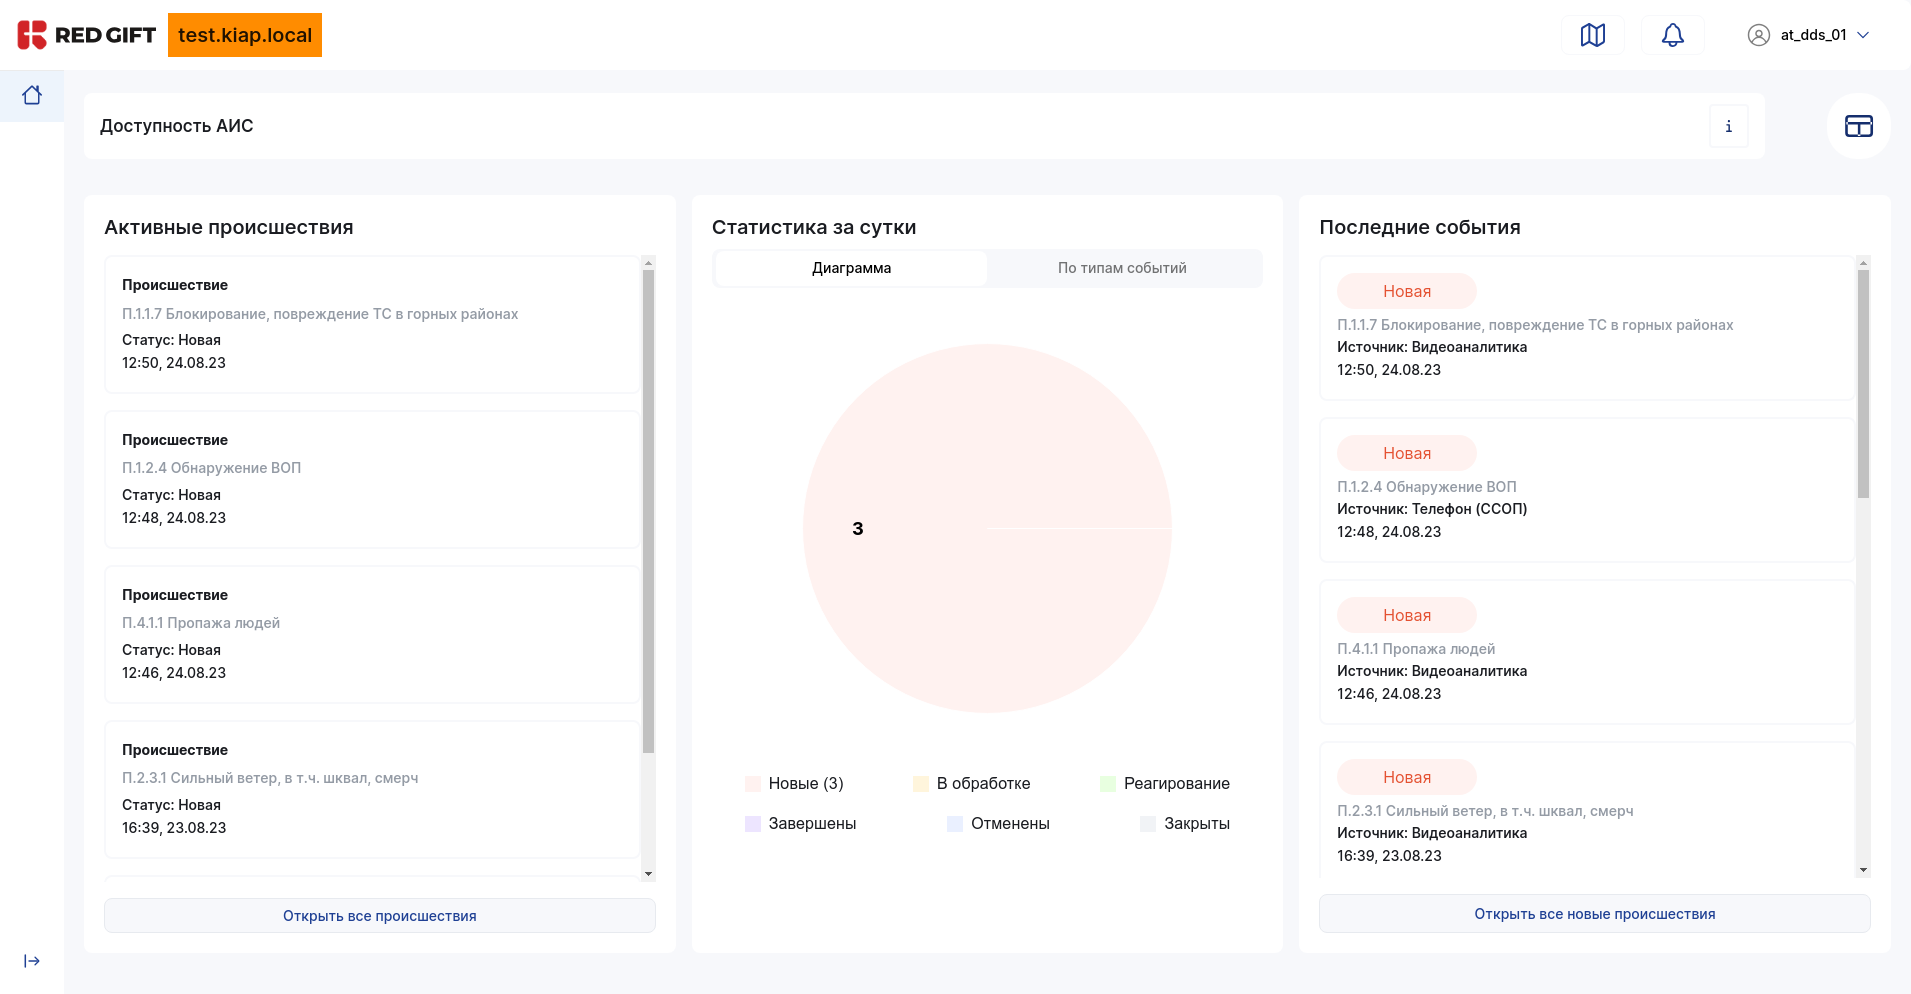 RED GIFT
test.kiap.local
at_dds_01
Доступность АИС
i
Активные происшествия
Происшествие
П.1.1.7 Блокирование, повреждение ТС в горных районах
Статус: Новая
12:50, 24.08.23
Происшествие
П.1.2.4 Обнаружение ВОП
Статус: Новая
12:48, 24.08.23
Происшествие
П.4.1.1 Пропажа людей
Статус: Новая
12:46, 24.08.23
Происшествие
П.2.3.1 Сильный ветер, в т.ч. шквал, смерч
Статус: Новая
16:39, 23.08.23
Открыть все происшествия
Статистика за сутки
Диаграмма
По типам событий
3
Новые (3)
В обработке
Реагирование
Завершены
Отменены
Закрыты
Последние события
Новая
П.1.1.7 Блокирование, повреждение ТС в горных районах
Источник: Видеоаналитика
12:50, 24.08.23
Новая
П.1.2.4 Обнаружение ВОП
Источник: Телефон (ССОП)
12:48, 24.08.23
Новая
П.4.1.1 Пропажа людей
Источник: Видеоаналитика
12:46, 24.08.23
Новая
П.2.3.1 Сильный ветер, в т.ч. шквал, смерч
Источник: Видеоаналитика
16:39, 23.08.23
Открыть все новые происшествия